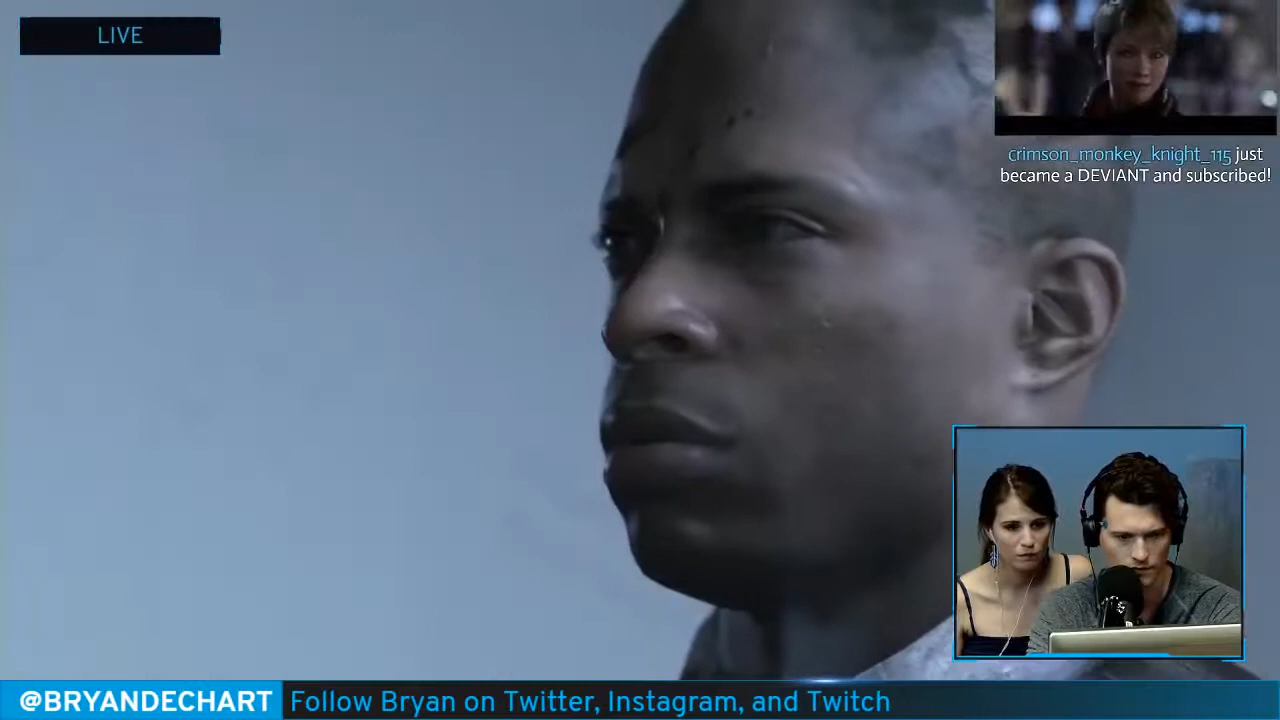 LIVE
crimson_monkey_knight_115 just
became a DEVIANT and subscribed!
@BRYANDECHART Follow Bryan on Twitter, Instagram, and Twitch